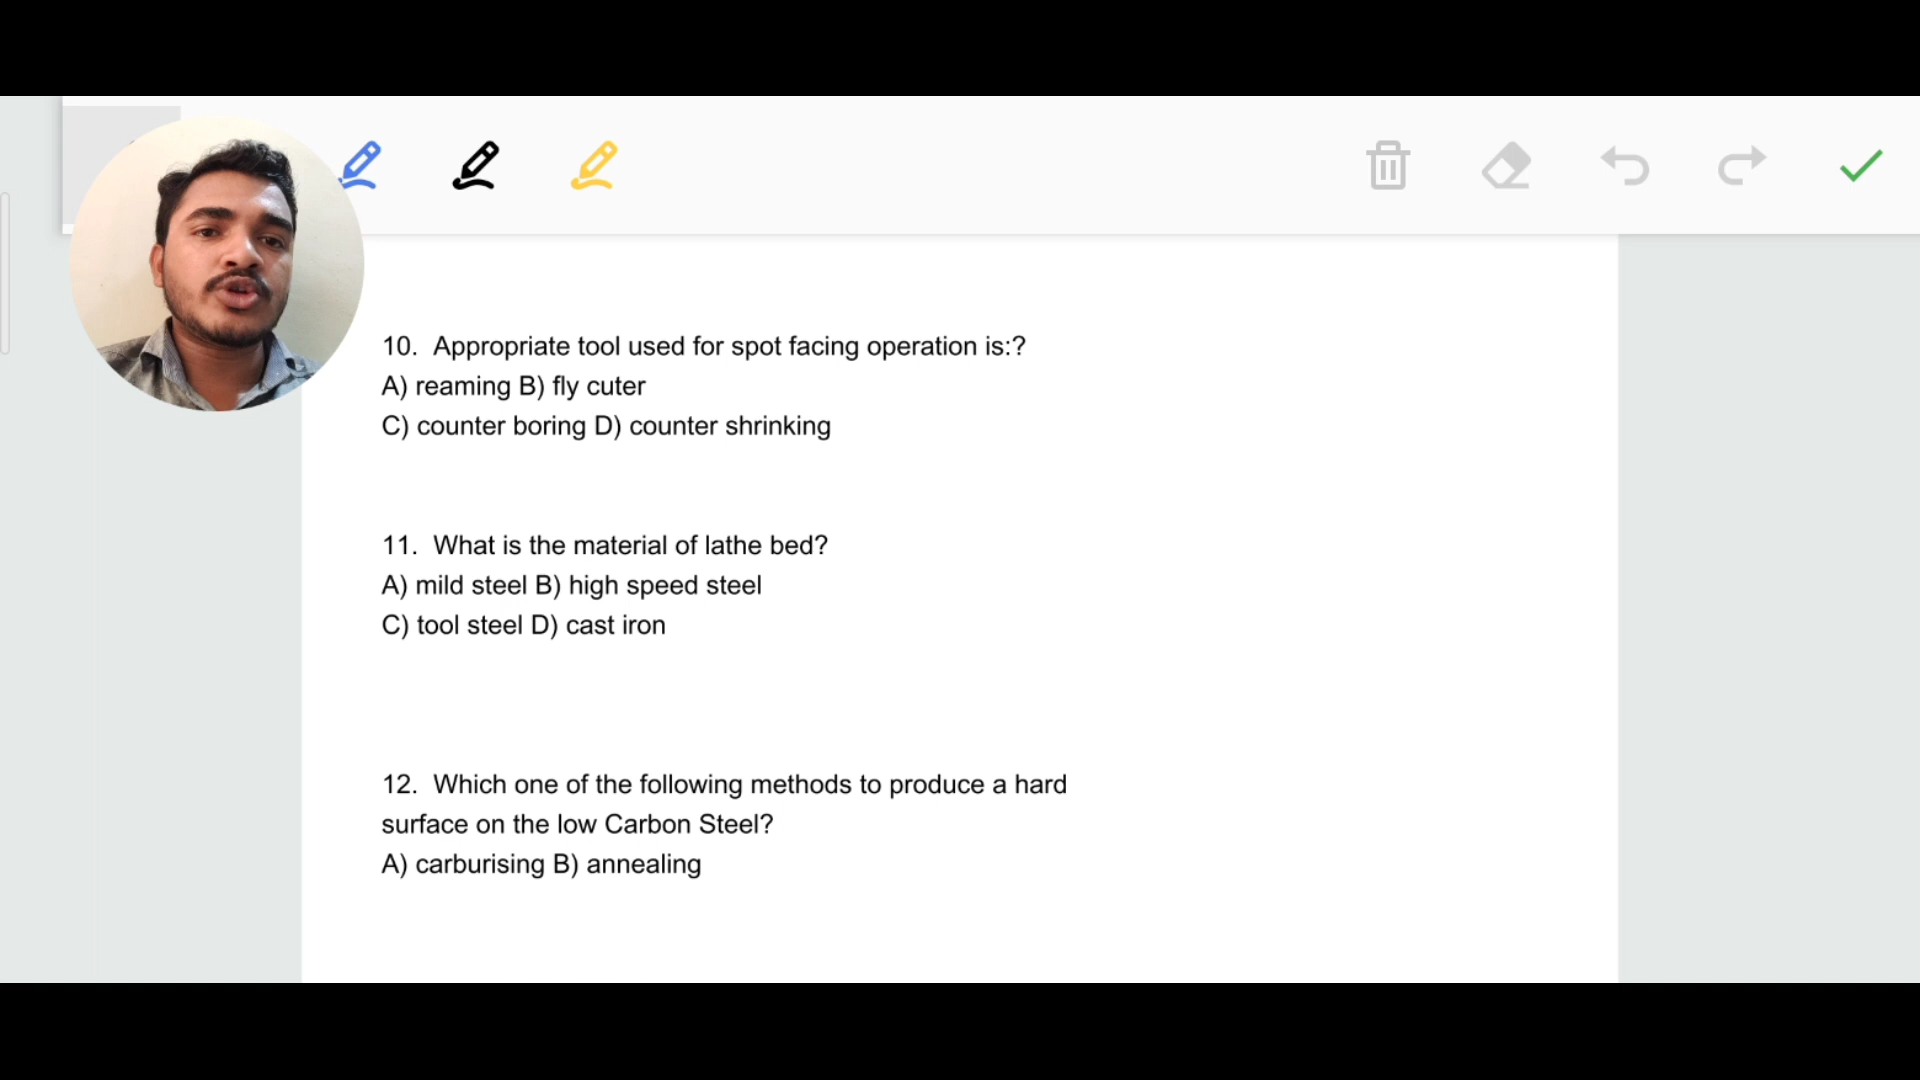 10. Appropriate tool used for spot facing operation is:?
A) reaming B) fly cuter
C) counter boring D) counter shrinking
11. What is the material of lathe bed?
A) mild steel B) high speed steel
C) tool steel D) cast iron
12. Which one of the following methods to produce a hard
surface on the low Carbon Steel?
A) carburising B) annealing